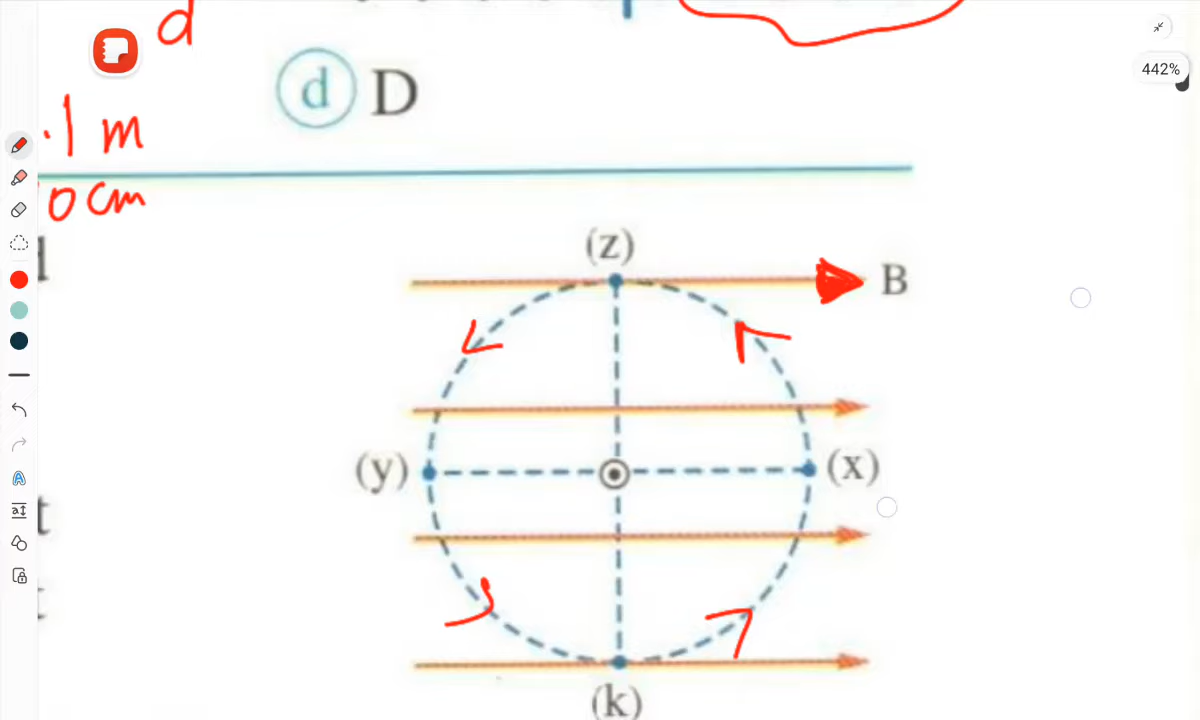 d
442%
d D
.1 m
0 cm
(z)
B
(y)
(x)
t
(k)